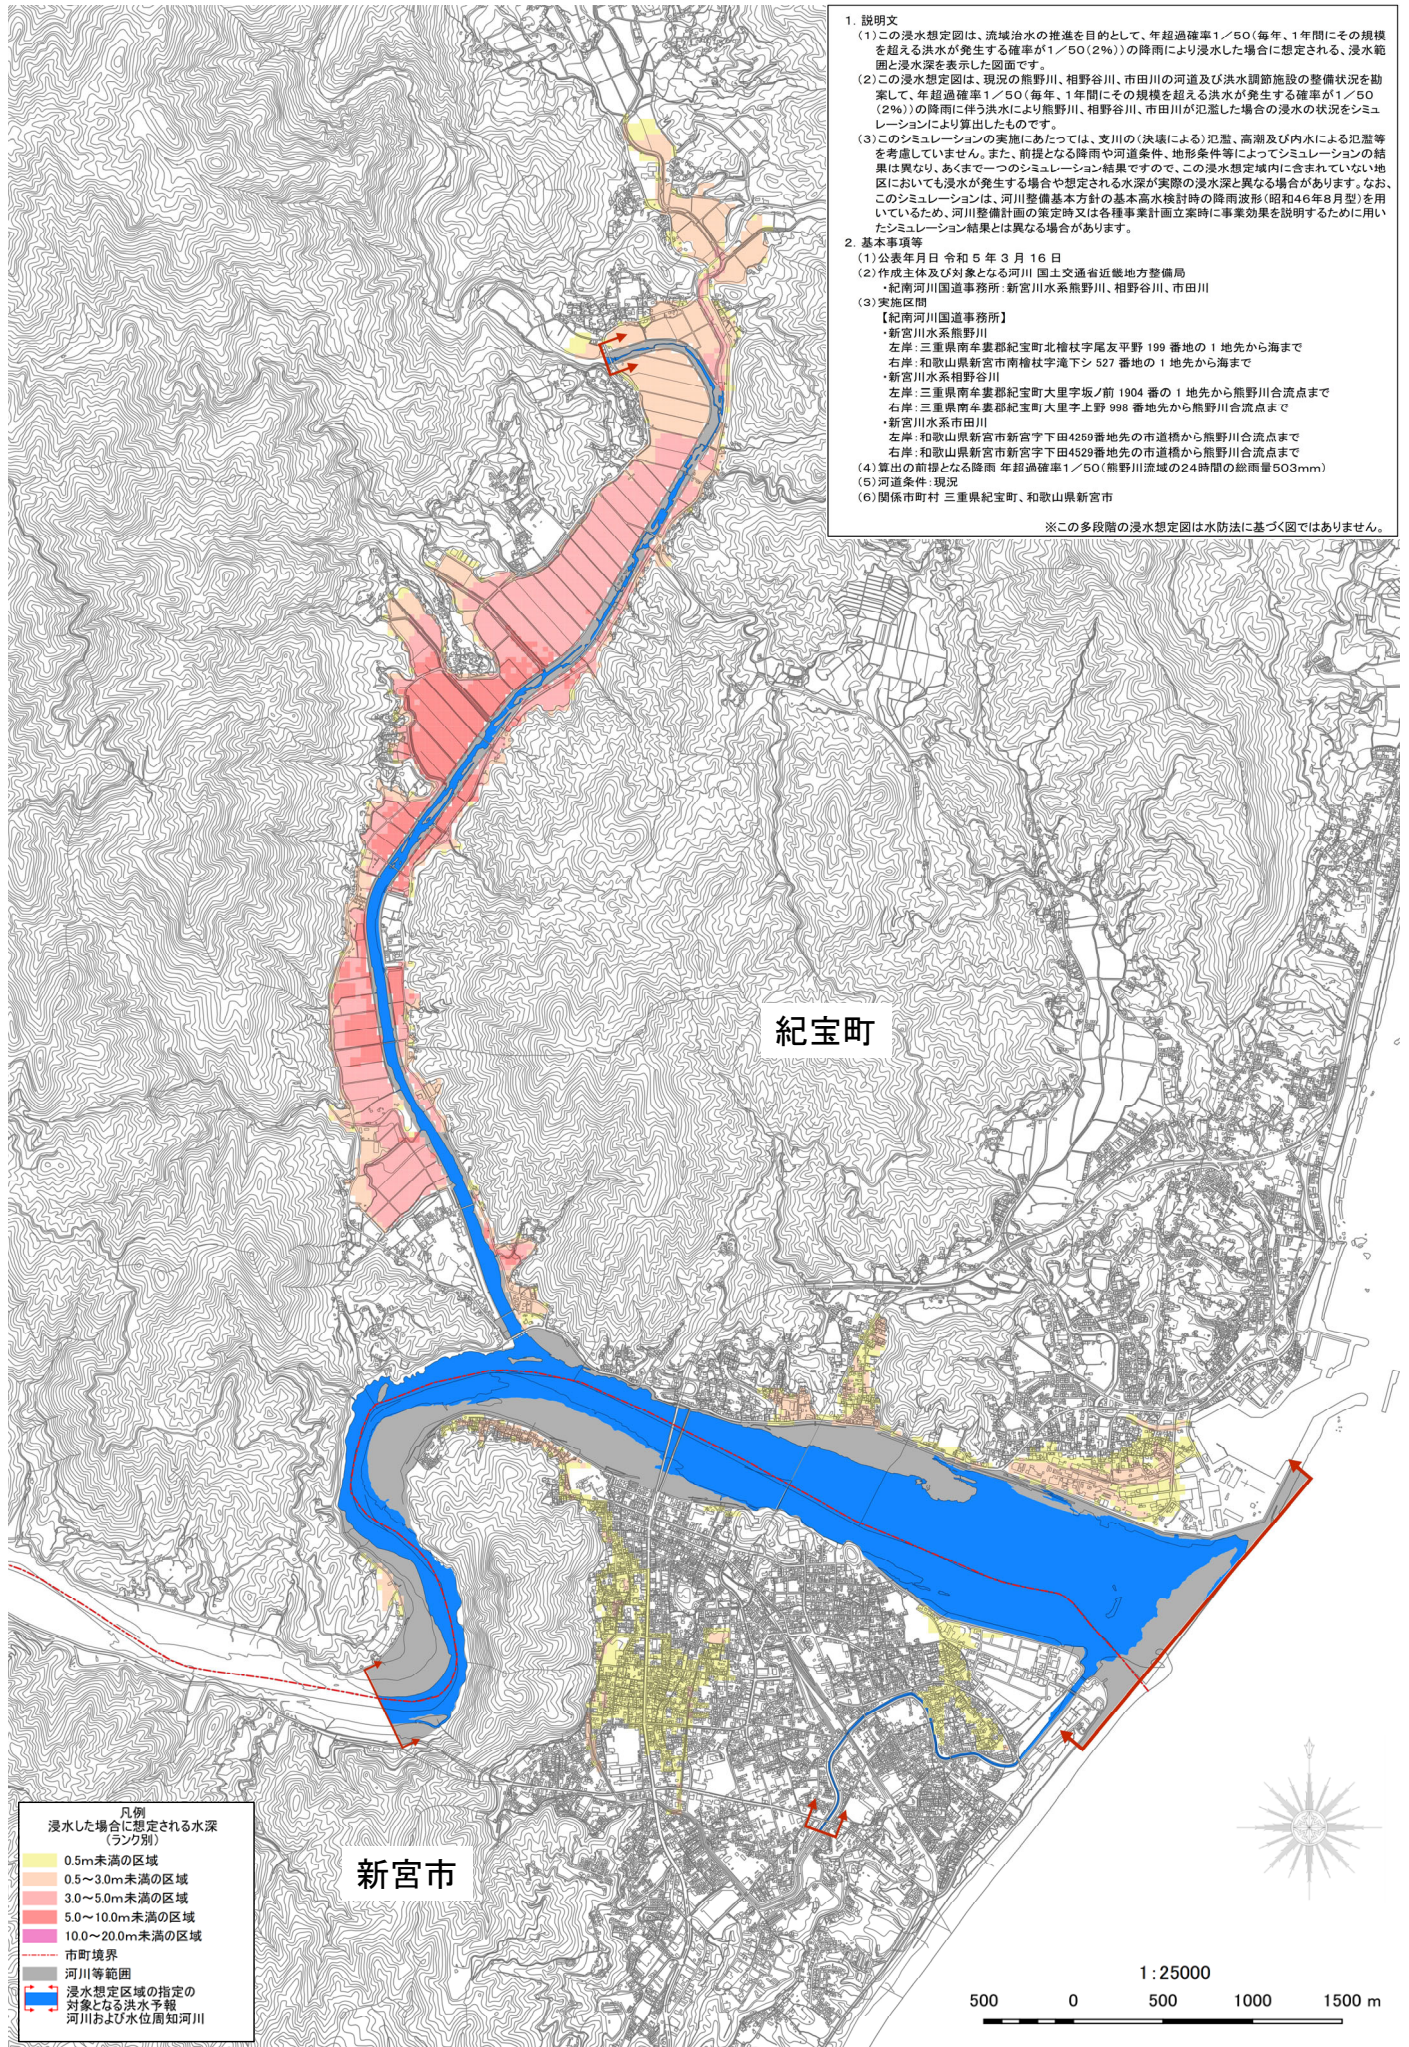 1. 説明文
(1)この浸水想定図は、流域治水の推進を目的として、年超過確率1/50(毎年、1年間にその規模
を超える洪水が発生する確率が1/50(2%))の降雨により浸水した場合に想定される、浸水範
囲と浸水深を表示した図面です。
(2)この浸水想定図は、現況の熊野川、相野谷川、市田川の河道及び洪水調節施設の整備状況を勘
案して、年超過確率1/50(毎年、1年間にその規模を超える洪水が発生する確率が1/50
(2%))の降雨に伴う洪水により熊野川、相野谷川、市田川が氾濫した場合の浸水の状況をシミュ
レーションにより算出したものです。
(3)このシミュレーションの実施にあたっては、支川の(決壊による)氾濫、高潮及び内水による氾濫等
を考慮していません。また、前提となる降雨や河道条件、地形条件等によってシミュレーションの結
果は異なり、あくまで一つのシミュレーション結果ですので、この浸水想定域内に含まれていない地
区においても浸水が発生する場合や想定される水深が実際の浸水深と異なる場合があります。なお、
このシミュレーションは、河川整備基本方針の基本高水検討時の降雨波形(昭和46年8月型)を用
いているため、河川整備計画の策定時又は各種事業計画立案時に事業効果を説明するために用い
たシミュレーション結果とは異なる場合があります。
2. 基本事項等
(1)公表年月日 令和 5 年 3 月 16 日
(2)作成主体及び対象となる河川 国土交通省近畿地方整備局
・紀南河川国道事務所:新宮川水系熊野川、相野谷川、市田川
(3)実施区間
【紀南河川国道事務所】
・新宮川水系熊野川
左岸:三重県南牟婁郡紀宝町北檜杖字尾友平野 199 番地の 1 地先から海まで
右岸:和歌山県新宮市南檜杖字滝下シ 527 番地の 1 地先から海まで
・新宮川水系相野谷川
左岸:三重県南牟婁郡紀宝町大里字坂ノ前 1904 番の 1 地先から熊野川合流点まで
右岸:三重県南牟婁郡紀宝町大里字上野 998 番地先から熊野川合流点まで
・新宮川水系市田川
左岸:和歌山県新宮市新宮字下田4259番地先の市道橋から熊野川合流点まで
右岸:和歌山県新宮市新宮字下田4529番地先の市道橋から熊野川合流点まで
(4)算出の前提となる降雨 年超過確率1/50(熊野川流域の24時間の総雨量503mm)
(5)河道条件:現況
(6)関係市町村 三重県紀宝町、和歌山県新宮市
※この多段階の浸水想定図は水防法に基づく図ではありません。
紀宝町
新宮市
凡例
浸水した場合に想定される水深
(ランク別)
0.5m未満の区域
0.5~3.0m未満の区域
3.0~5.0m未満の区域
5.0~10.0m未満の区域
10.0~20.0m未満の区域
市町境界
河川等範囲
浸水想定区域の指定の
対象となる洪水予報
河川および水位周知河川
1:25000
500 0 500 1000 1500 m